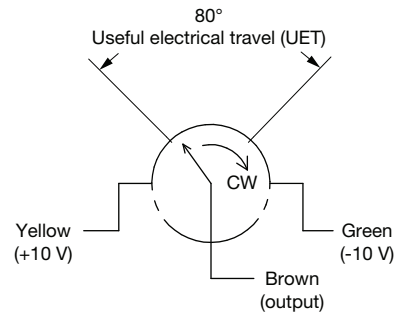 80°
Useful electrical travel (UET)
CW
Yellow
(+10 V)
Green
(-10 V)
Brown
(output)